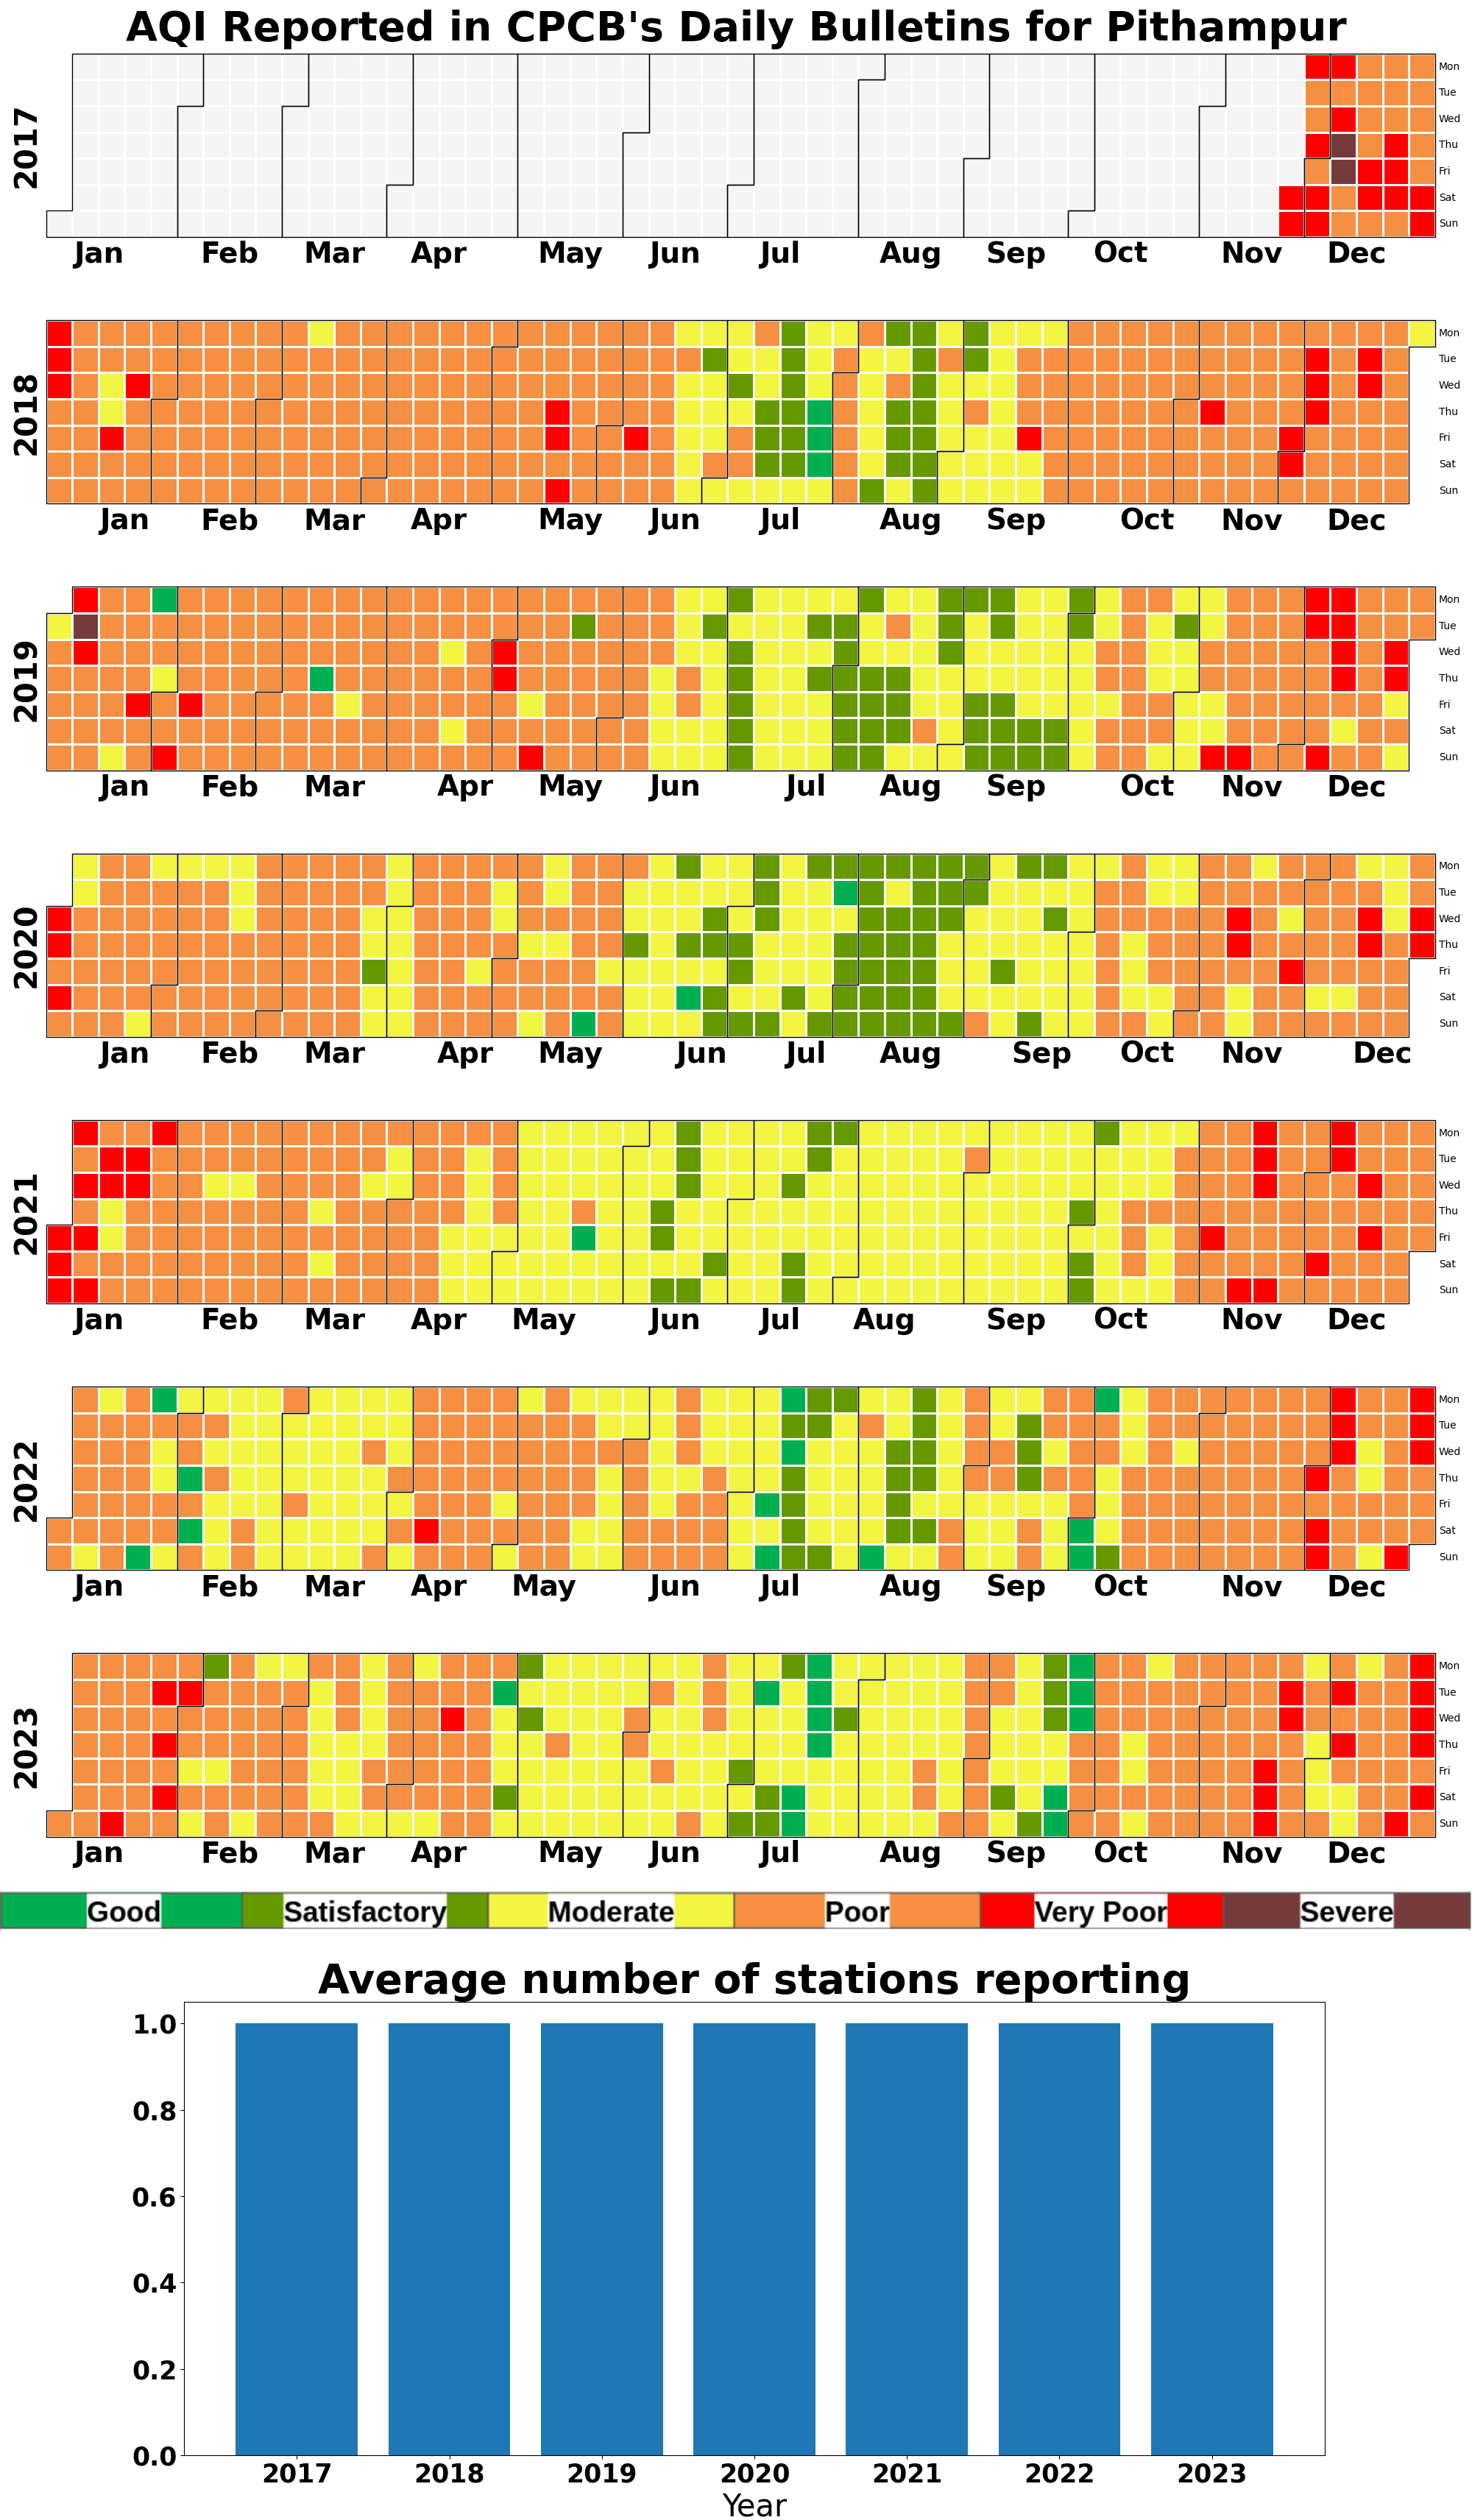 AQI Reported in CPCB's Daily Bulletins for Pithampur
2017
Mon
Tue
Wed
Thu
Fri
Sat
Sun
Jan Feb Mar Apr May Jun Jul Aug Sep Oct Nov Dec
2018
Mon
Tue
Wed
Thu
Fri
Sat
Sun
Jan Feb Mar Apr May Jun Jul Aug Sep Oct Nov Dec
2019
Mon
Tue
Wed
Thu
Fri
Sat
Sun
Jan Feb Mar Apr May Jun Jul Aug Sep Oct Nov Dec
2020
Mon
Tue
Wed
Thu
Fri
Sat
Sun
Jan Feb Mar Apr May Jun Jul Aug Sep Oct Nov Dec
2021
Mon
Tue
Wed
Thu
Fri
Sat
Sun
Jan Feb Mar Apr May Jun Jul Aug Sep Oct Nov Dec
2022
Mon
Tue
Wed
Thu
Fri
Sat
Sun
Jan Feb Mar Apr May Jun Jul Aug Sep Oct Nov Dec
2023
Mon
Tue
Wed
Thu
Fri
Sat
Sun
Jan Feb Mar Apr May Jun Jul Aug Sep Oct Nov Dec
Good Satisfactory Moderate Poor Very Poor Severe
Average number of stations reporting
1.0
0.8
0.6
0.4
0.2
0.0
2017 2018 2019 2020 2021 2022 2023
Year